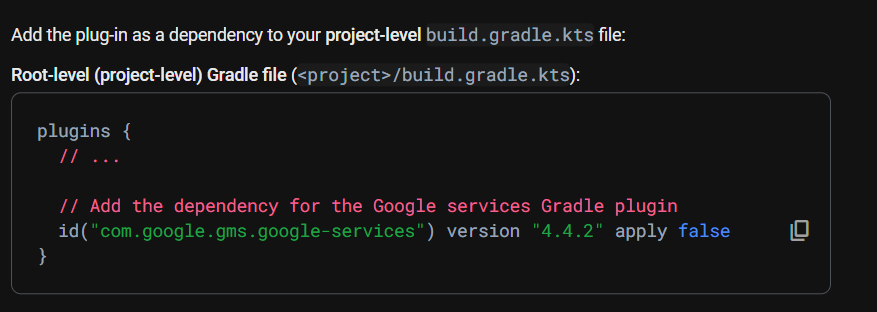 Add the plug-in as a dependency to your project-level build.gradle.kts file:
Root-level (project-level) Gradle file (<project>/build.gradle.kts):
plugins {
// ...
// Add the dependency for the Google services Gradle plugin
id("com.google.gms.google-services") version "4.4.2" apply false
}